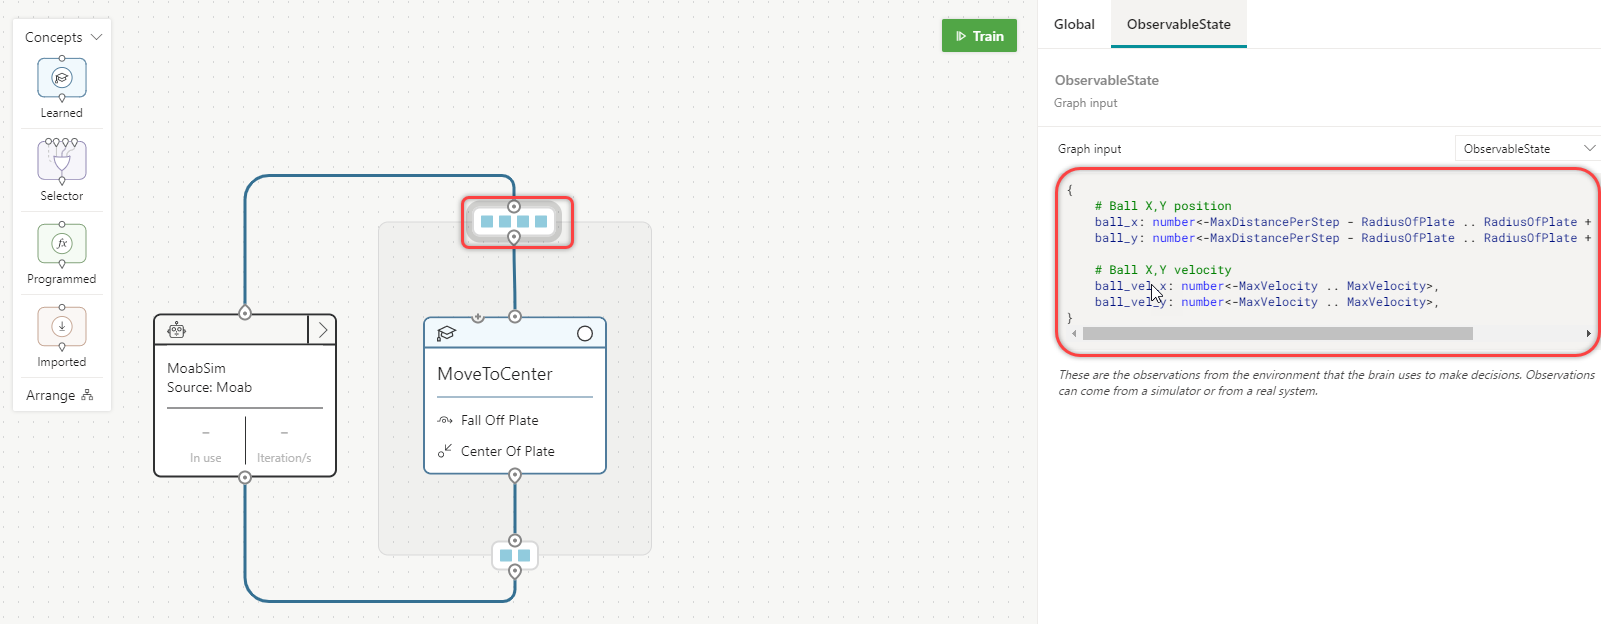 Concepts
Learned
Selector
fx
Programmed
Imported
Arrange
Train
MoabSim
Source: Moab
–
–
In use
Iteration/s
MoveToCenter
Fall Off Plate
Center Of Plate
Global
ObservableState
ObservableState
Graph input
Graph input
ObservableState
{
# Ball X,Y position
ball_x: number<-MaxDistancePerStep - RadiusOfPlate .. RadiusOfPlate +
ball_y: number<-MaxDistancePerStep - RadiusOfPlate .. RadiusOfPlate +
# Ball X,Y velocity
ball_vel_x: number<-MaxVelocity .. MaxVelocity>,
ball_vel_y: number<-MaxVelocity .. MaxVelocity>,
}
These are the observations from the environment that the brain uses to make decisions. Observations
can come from a simulator or from a real system.